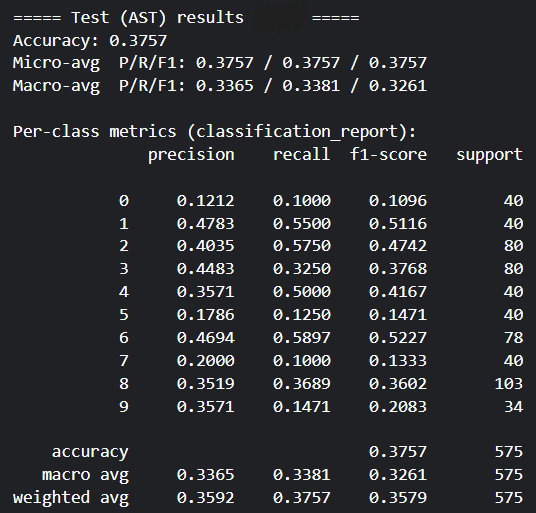 ===== Test (AST) results =====
Accuracy: 0.3757
Micro-avg P/R/F1: 0.3757 / 0.3757 / 0.3757
Macro-avg P/R/F1: 0.3365 / 0.3381 / 0.3261
Per-class metrics (classification_report):
precision recall f1-score support
0 0.1212 0.1000 0.1096 40
1 0.4783 0.5500 0.5116 40
2 0.4035 0.5750 0.4742 80
3 0.4483 0.3250 0.3768 80
4 0.3571 0.5000 0.4167 40
5 0.1786 0.1250 0.1471 40
6 0.4694 0.5897 0.5227 78
7 0.2000 0.1000 0.1333 40
8 0.3519 0.3689 0.3602 103
9 0.3571 0.1471 0.2083 34
accuracy 0.3757 575
macro avg 0.3365 0.3381 0.3261 575
weighted avg 0.3592 0.3757 0.3579 575